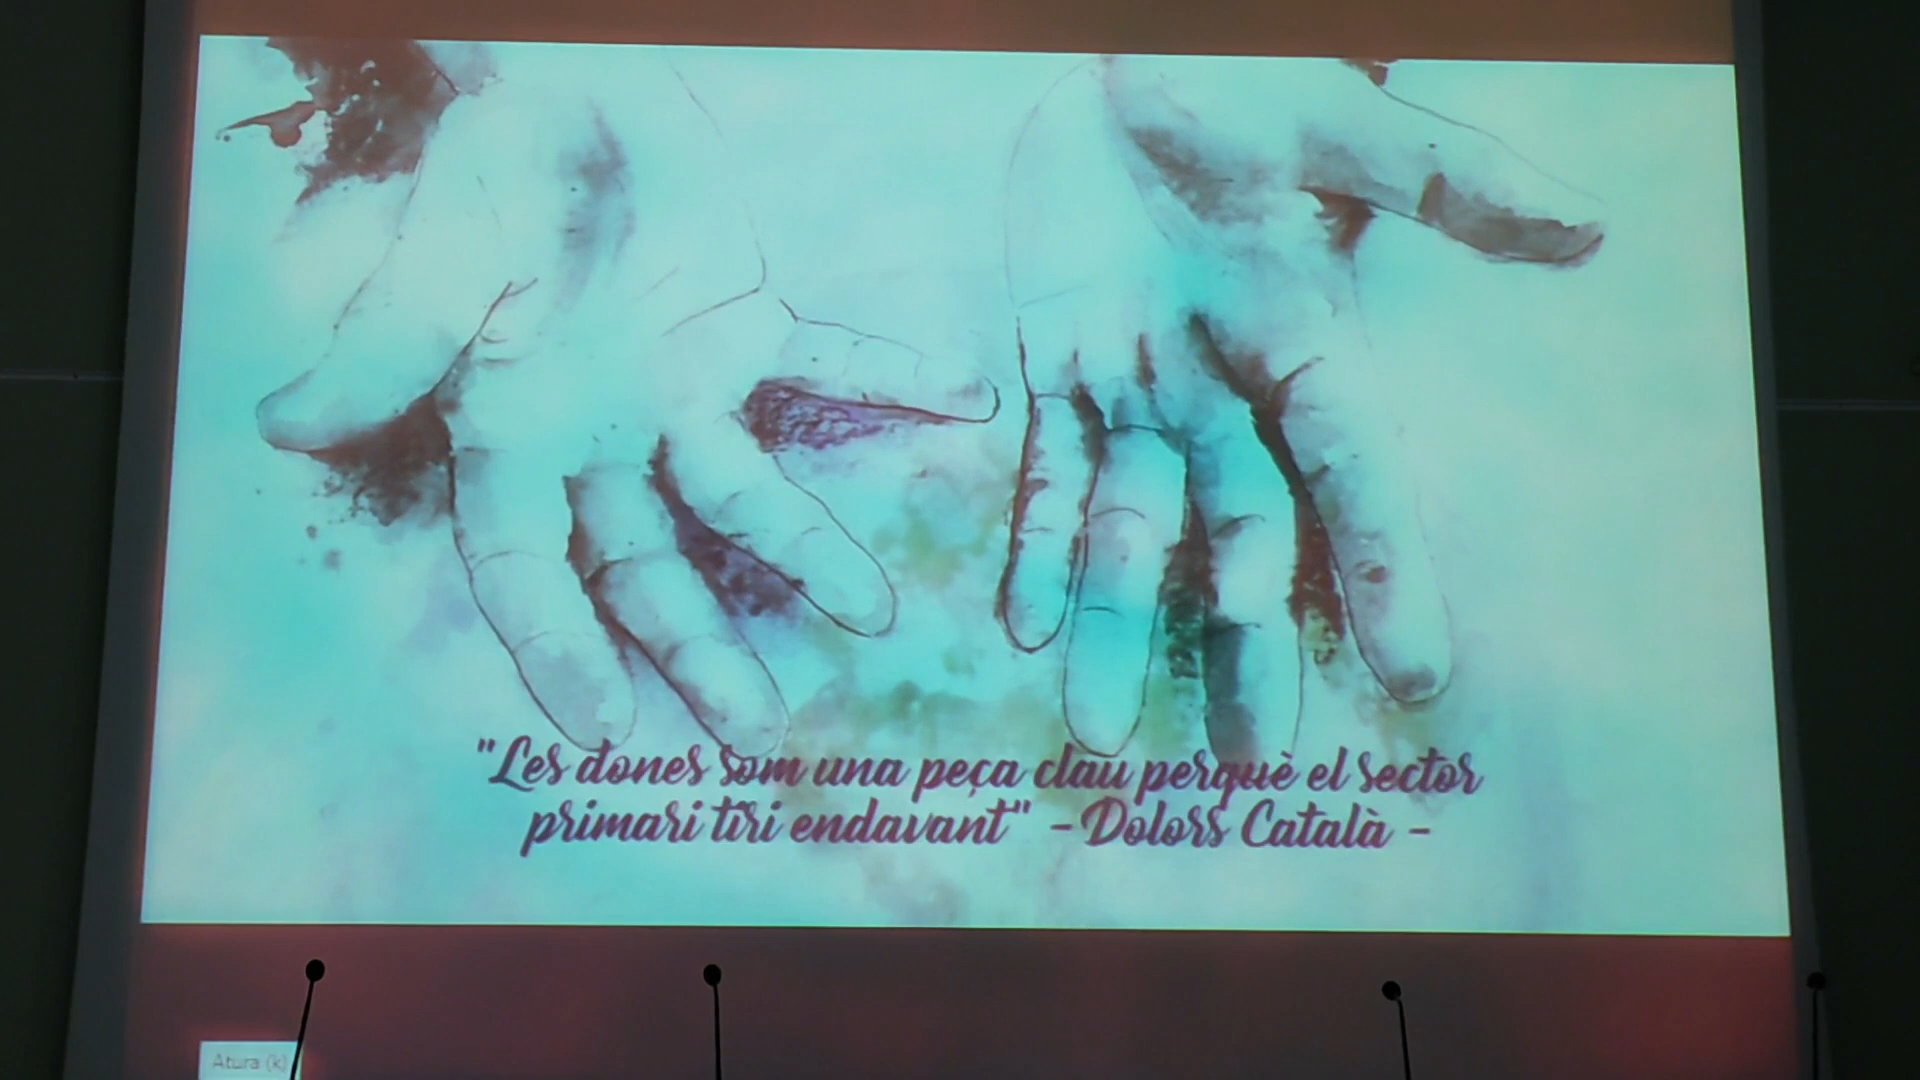 "Les dones som una peça clau perquè el sector
primari tiri endavant" - Dolors Català -
Atura (k)